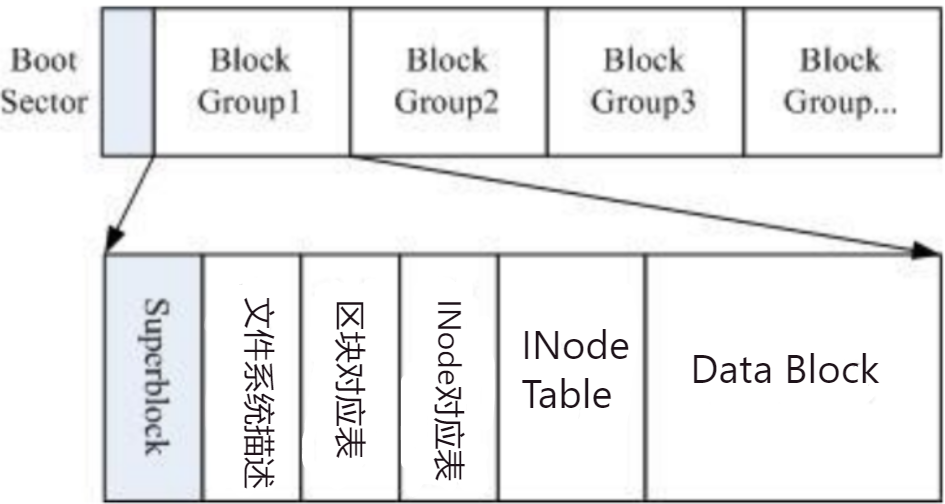 Boot
Sector
Block
Group1
Block
Group2
Block
Group3
Block
Group...
Superblock
文件系统描述
区块对应表
INode对应表
INode
Table
Data Block